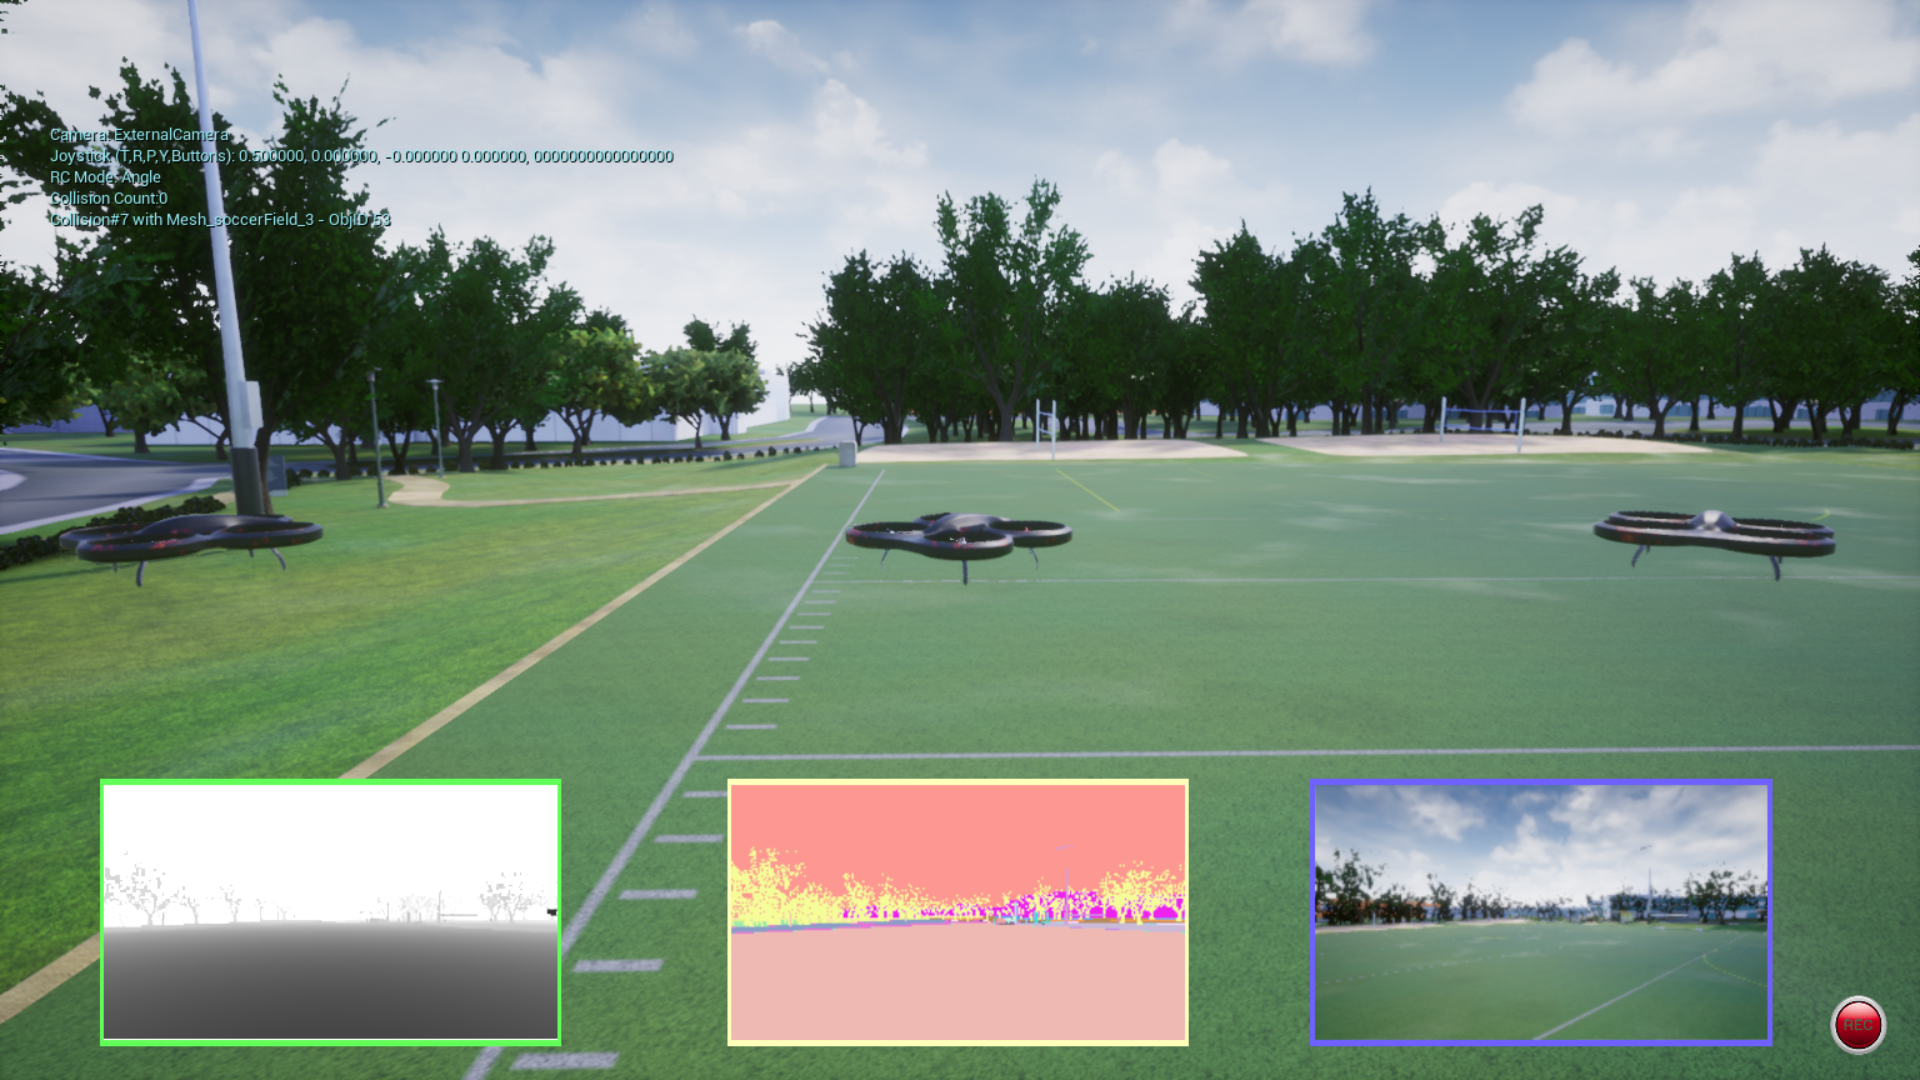 Camera: ExternalCamera
Joystick (T,R,P,Y,Buttons): 0.500000, 0.000000, -0.000000 0.000000, 0000000000000000
RC Mode: Angle
Collision Count:0
Collision#7 with Mesh_soccerField_3 - ObjID 53
REC